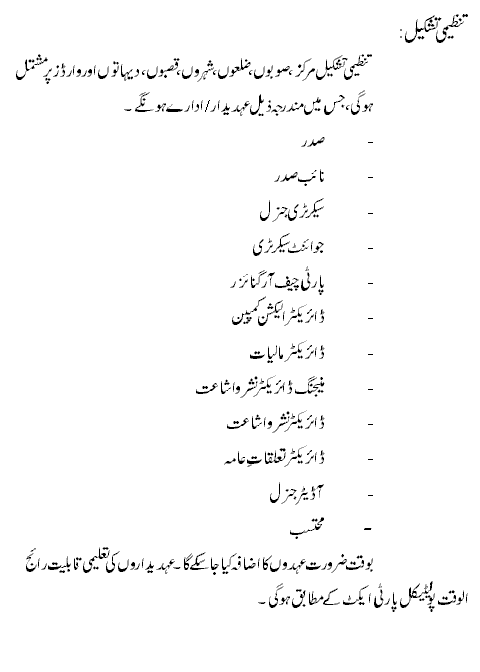 تنظیمی تشکیل:
تنظیمی تشکیل مرکز، صوبوں، ضلعوں، شہروں، قصبوں، دیہاتوں اور وارڈز پر مشتمل
ہوگی، جس میں مندرجہ ذیل عہدیدار/ادارے ہونگے ۔
- صدر
- نائب صدر
- سیکرٹری جنرل
- جوائنٹ سیکرٹری
- پارٹی چیف آرگنائزر
- ڈائریکٹر الیکشن کمپین
- ڈائریکٹر مالیات
- منیجنگ ڈائریکٹر نشر و اشاعت
- ڈائریکٹر نشر و اشاعت
- ڈائریکٹر تعلقاتِ عامہ
- آڈیٹر جنرل
- محتسب
بوقت ضرورت عہدوں کا اضافہ کیا جا سکے گا۔ عہدیداروں کی تعلیمی قابلیت رائج
الوقت پولیٹیکل پارٹی ایکٹ کے مطابق ہوگی ۔